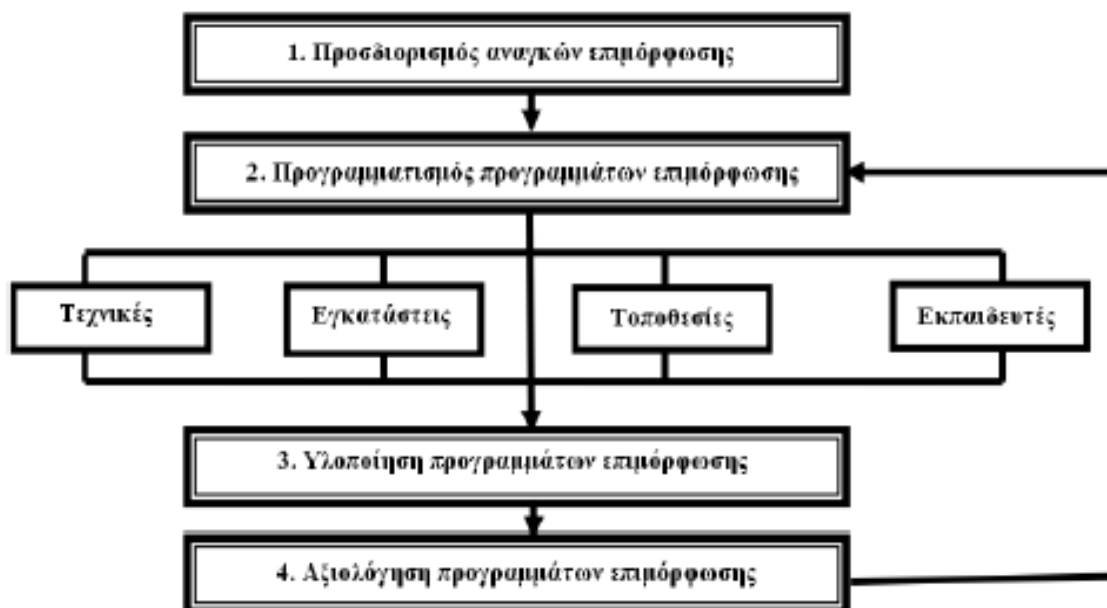 1. Προσδιορισμός αναγκών επιμόρφωσης
2. Προγραμματισμός προγραμμάτων επιμόρφωσης
Τεχνικές
Εγκατάστεις
Τοποθεσίες
Εκπαιδευτές
3. Υλοποίηση προγραμμάτων επιμόρφωσης
4. Αξιολόγηση προγραμμάτων επιμόρφωσης